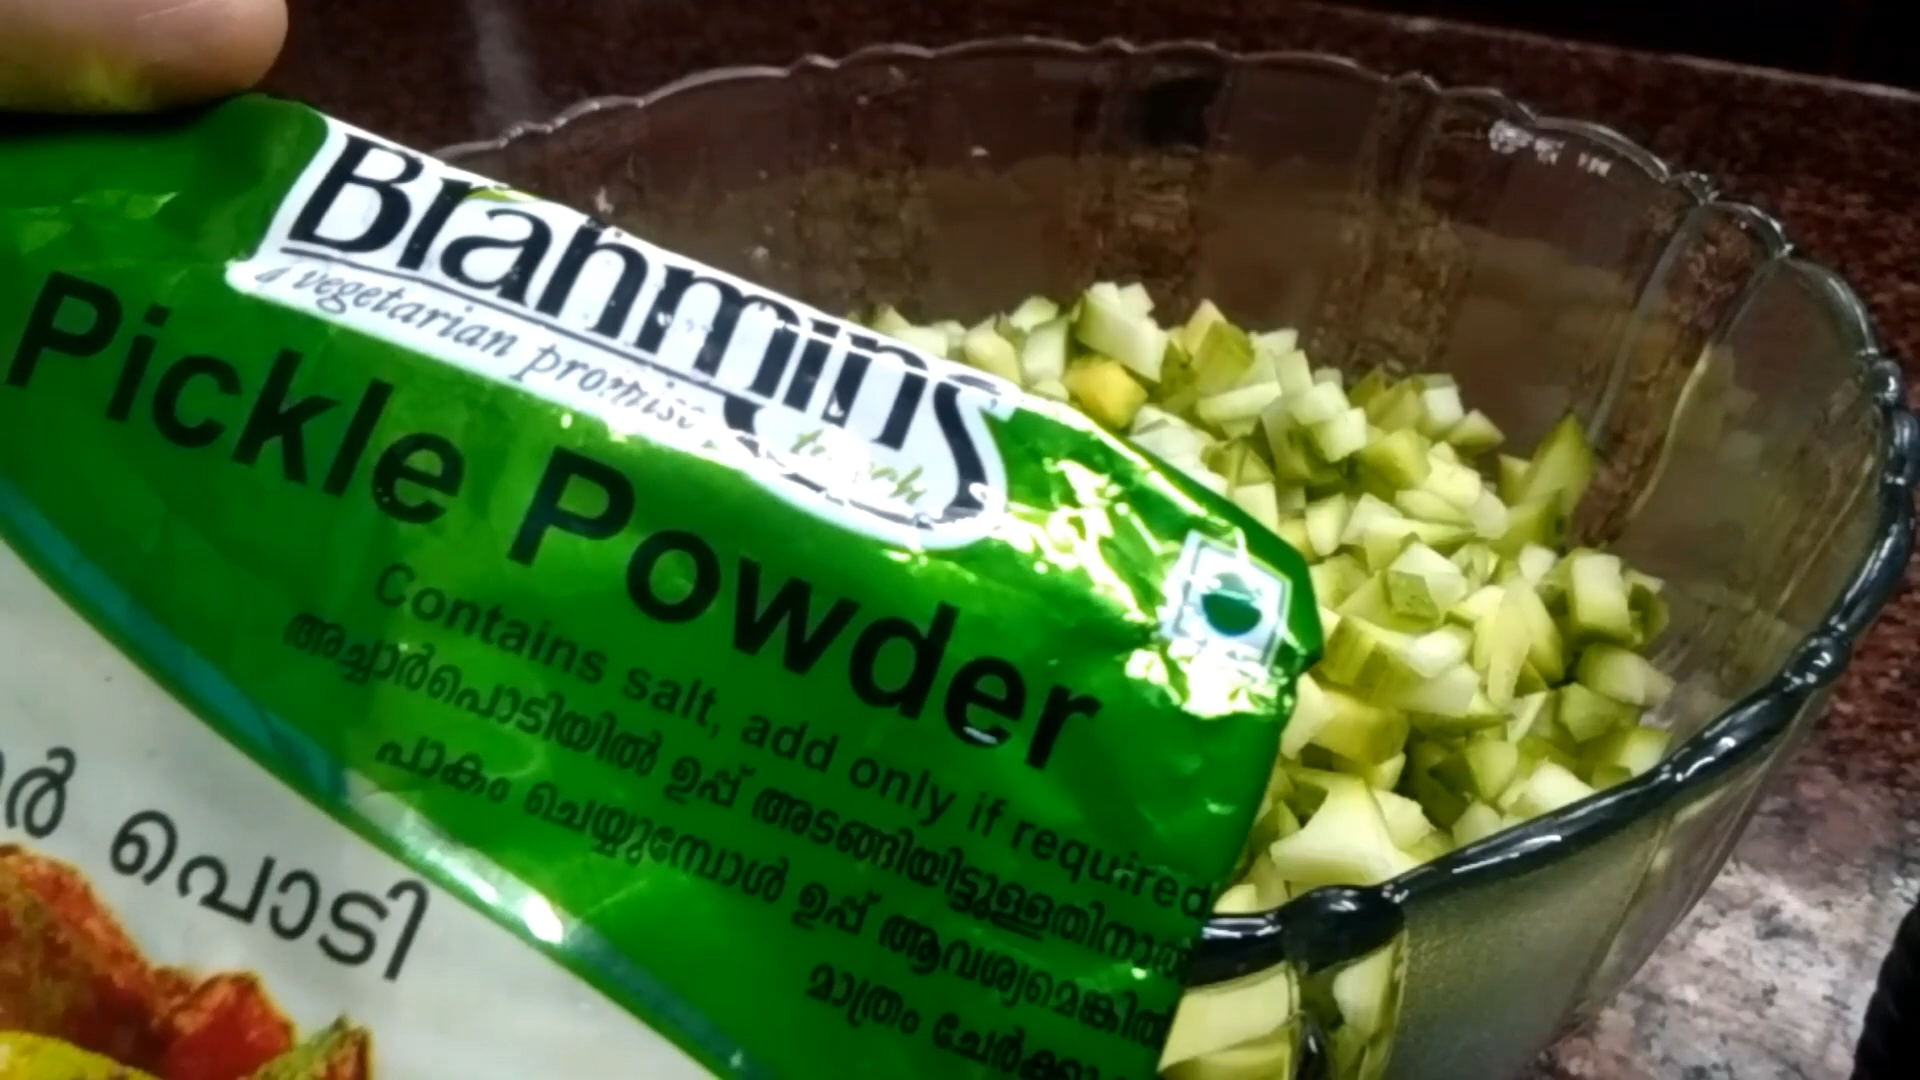 Brahmins
a vegetarian promise
Pickle Powder
Contains salt, add only if required
അച്ചാർപൊടിയിൽ ഉപ്പ് അടങ്ങിയിട്ടുള്ളതിനാൽ
പാകം ചെയ്യുമ്പോൾ ഉപ്പ് ആവശ്യമെങ്കിൽ
മാത്രം
പൊടി